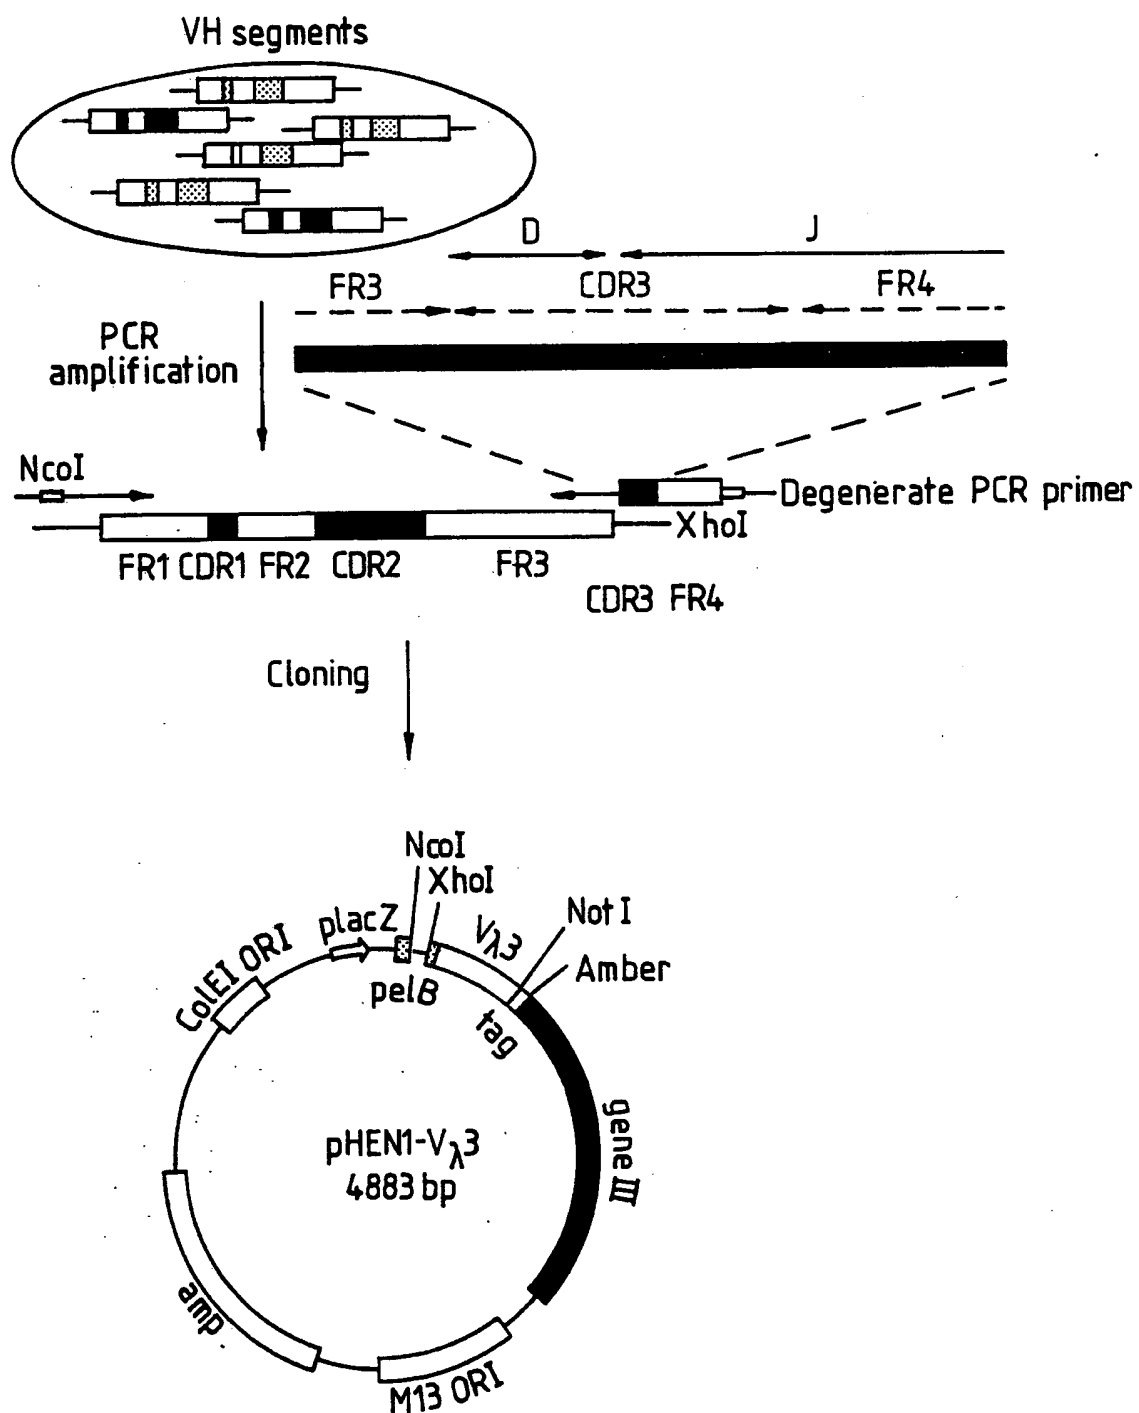 VH segments
D
J
FR3
CDR3
FR4
PCR
amplification
NcoI
Degenerate PCR primer
XhoI
FR1 CDR1 FR2 CDR2 FR3
CDR3 FR4
Cloning
NcoI
XhoI
placZ
Vλ3
Not I
Amber
ColEI ORI
pelB
tag
gene III
pHEN1-Vλ3
4883 bp
amp
M13 ORI